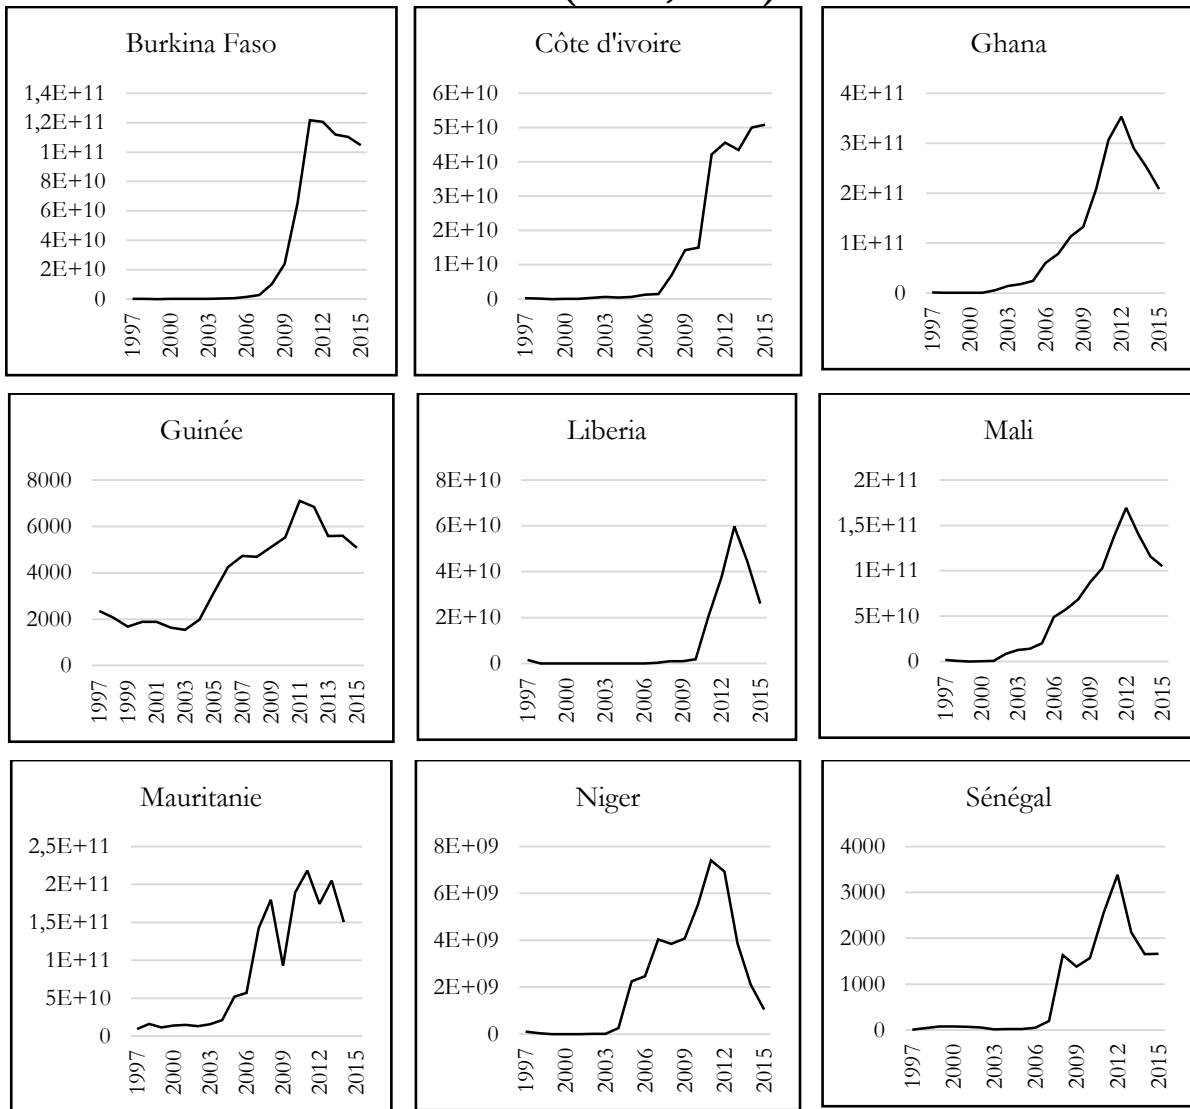 Burkina Faso
1,4E+11
1,2E+11
1E+11
8E+10
6E+10
4E+10
2E+10
0
1997 2000 2003 2006 2009 2012 2015
Côte d'ivoire
6E+10
5E+10
4E+10
3E+10
2E+10
1E+10
0
1997 2000 2003 2006 2009 2012 2015
Ghana
4E+11
3E+11
2E+11
1E+11
0
1997 2000 2003 2006 2009 2012 2015
Guinée
8000
6000
4000
2000
0
1997 1999 2001 2003 2005 2007 2009 2011 2013 2015
Liberia
8E+10
6E+10
4E+10
2E+10
0
1997 2000 2003 2006 2009 2012 2015
Mali
2E+11
1,5E+11
1E+11
5E+10
0
1997 2000 2003 2006 2009 2012 2015
Mauritanie
2,5E+11
2E+11
1,5E+11
1E+11
5E+10
0
1997 2000 2003 2006 2009 2012 2015
Niger
8E+09
6E+09
4E+09
2E+09
0
1997 2000 2003 2006 2009 2012 2015
Sénégal
4000
3000
2000
1000
0
1997 2000 2003 2006 2009 2012 2015